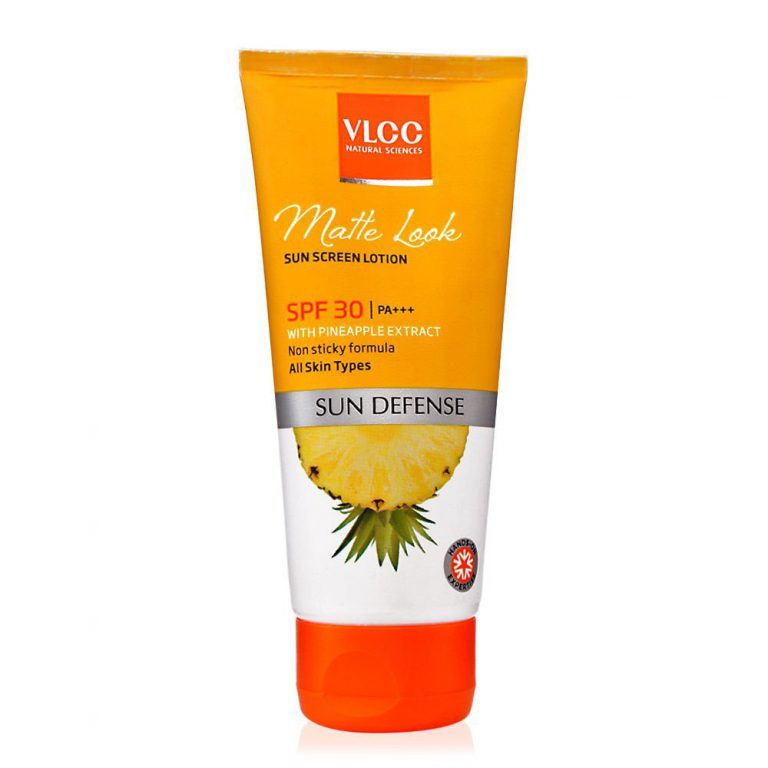 VLCC
NATURAL SCIENCES
Matte Look
SUN SCREEN LOTION
SPF 30 | PA+++
WITH PINEAPPLE EXTRACT
Non sticky formula
All Skin Types
SUN DEFENSE